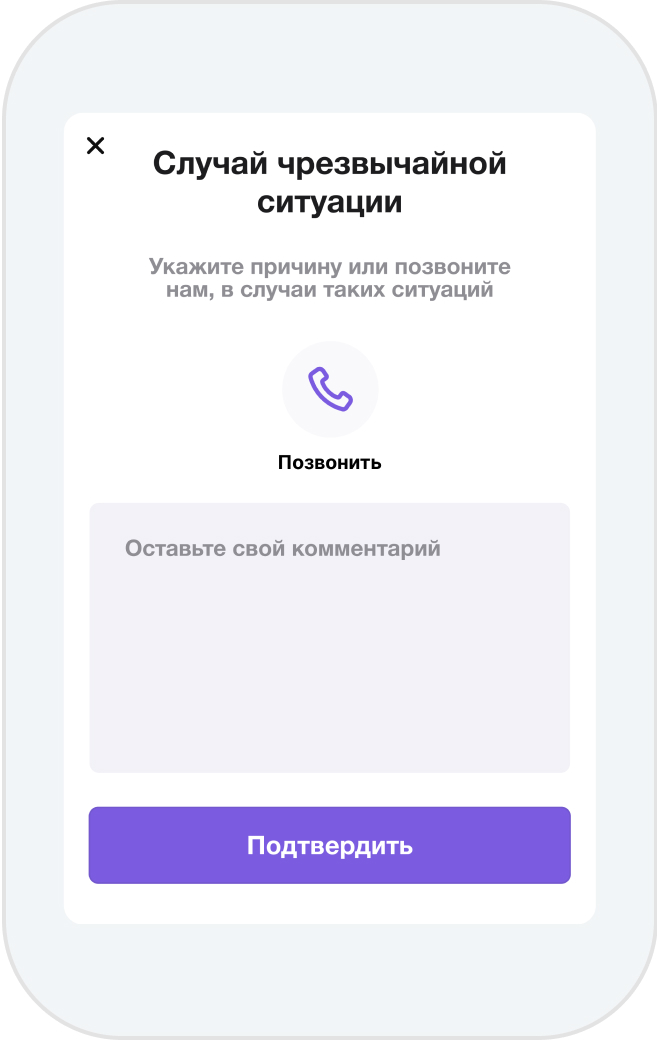 Случай чрезвычайной
ситуации
Укажите причину или позвоните
нам, в случаи таких ситуаций
Позвонить
Оставьте свой комментарий
Подтвердить